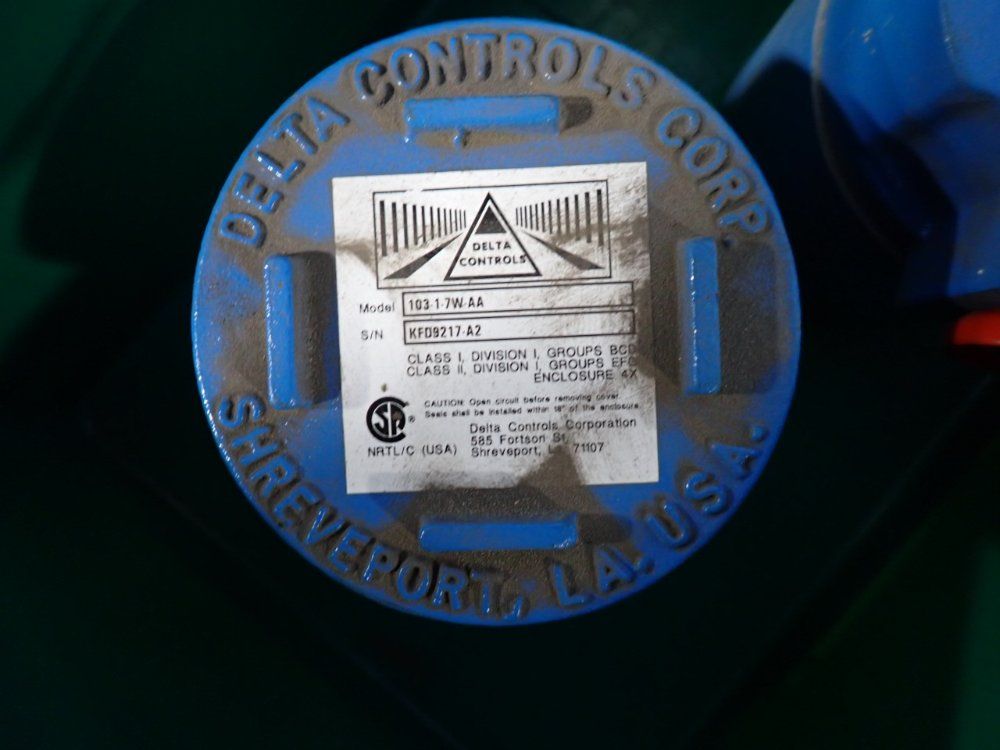 DELTA CONTROLS CORP.
DELTA
CONTROLS
Model 103-1-7W-AA
S/N KFD9217-A2
CLASS I, DIVISION I, GROUPS BCD
CLASS II, DIVISION I, GROUPS EFG
ENCLOSURE 4X
CAUTION: Open circuit before removing cover.
Seals shall be installed within 18" of the enclosure.
SA ®
NRTL/C (USA)
Delta Controls Corporation
585 Fortson St.
Shreveport, LA 71107
SHREVEPORT, LA. U.S.A.